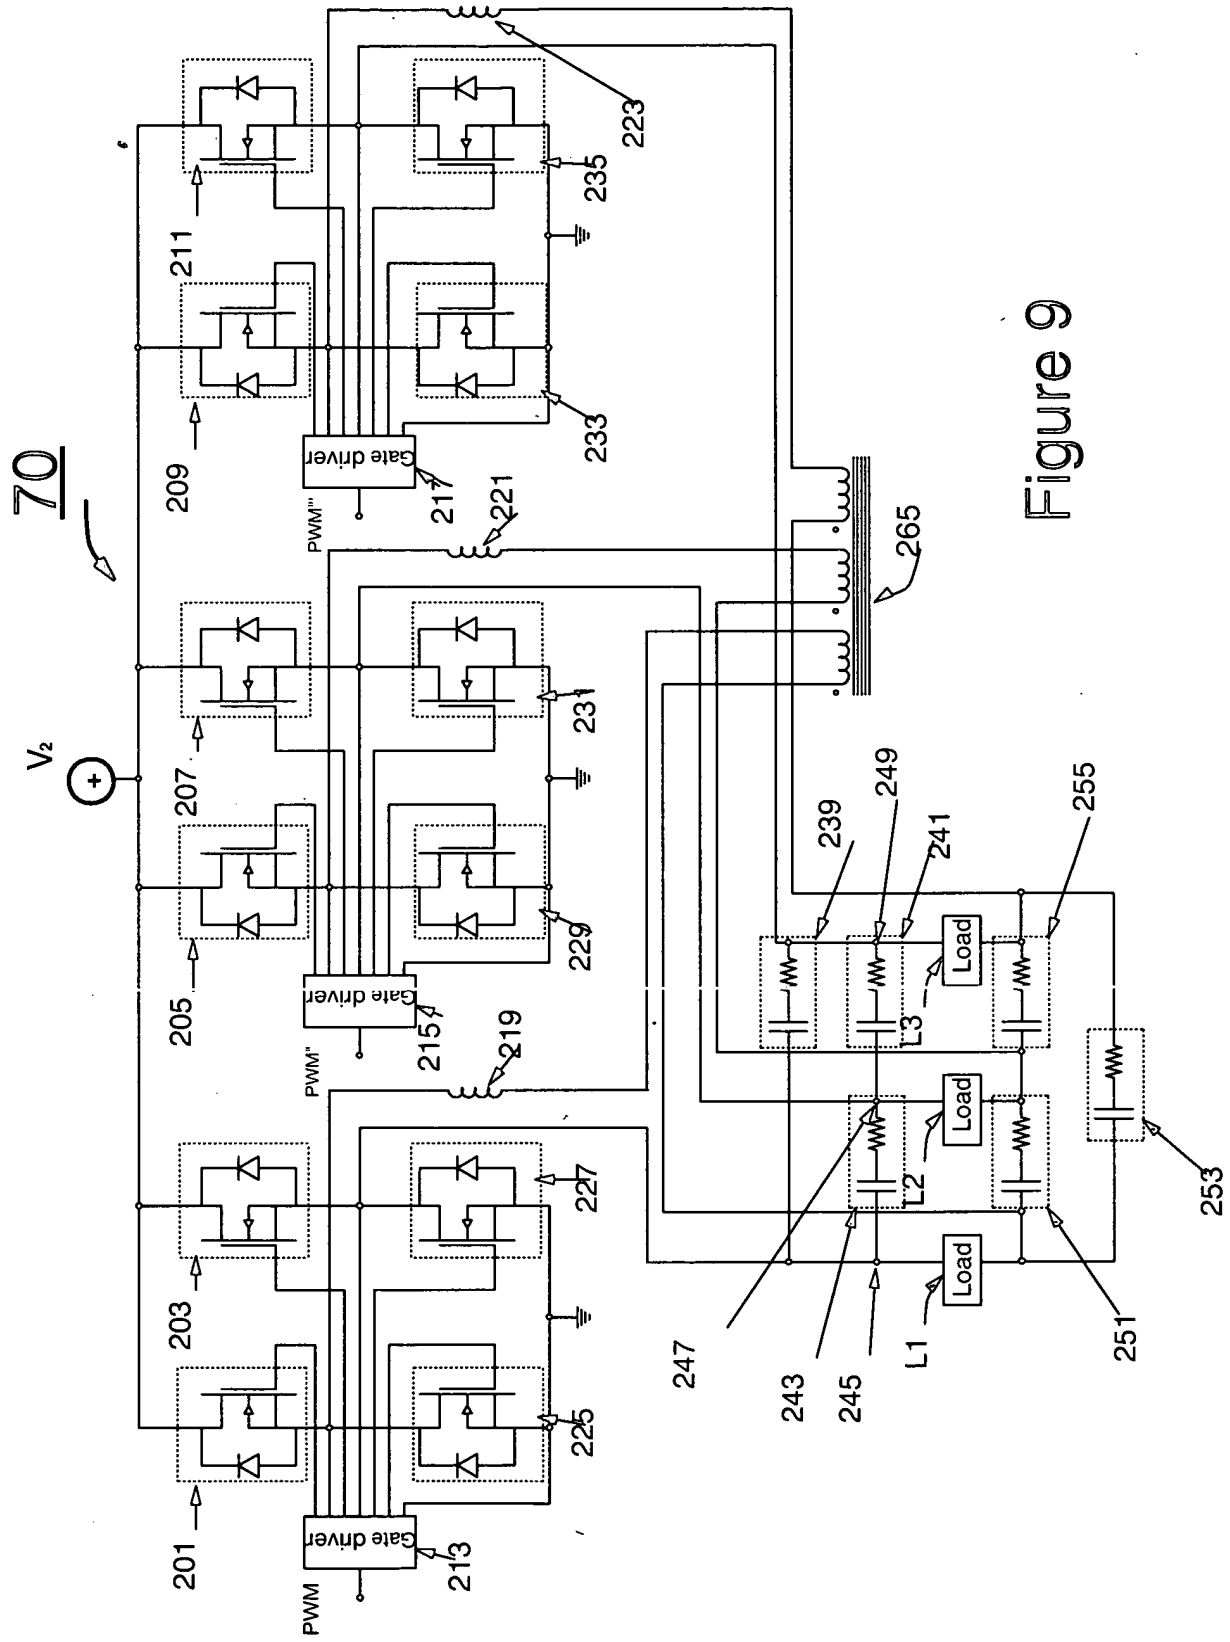 70
V₂
+
201
203
205
207
209
211
PWM
Gate driver
213
PWM"
Gate driver
215
PWM'''
Gate driver
217
219
221
223
225
227
229
231
233
235
265
239
249
241
255
247
243
245
L1
Load
L2
Load
L3
Load
251
253
Figure 9